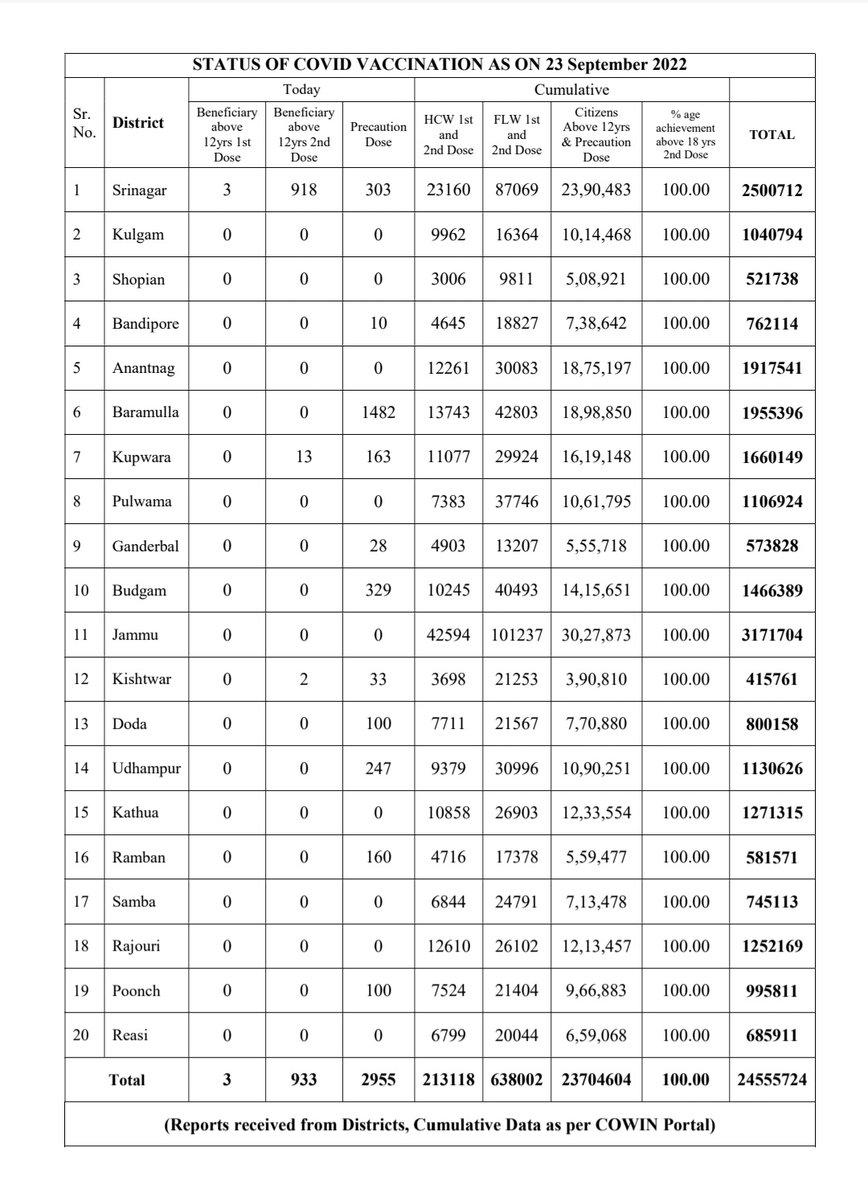 STATUS OF COVID VACCINATION AS ON 23 September 2022
Sr. No. District Today Cumulative
Beneficiary above 12yrs 1st Dose Beneficiary above 12yrs 2nd Dose Precaution Dose HCW 1st and 2nd Dose FLW 1st and 2nd Dose Citizens Above 12yrs & Precaution Dose % age achievement above 18 yrs 2nd Dose TOTAL
1 Srinagar 3 918 303 23160 87069 23,90,483 100.00 2500712
2 Kulgam 0 0 0 9962 16364 10,14,468 100.00 1040794
3 Shopian 0 0 0 3006 9811 5,08,921 100.00 521738
4 Bandipore 0 0 10 4645 18827 7,38,642 100.00 762114
5 Anantnag 0 0 0 12261 30083 18,75,197 100.00 1917541
6 Baramulla 0 0 1482 13743 42803 18,98,850 100.00 1955396
7 Kupwara 0 13 163 11077 29924 16,19,148 100.00 1660149
8 Pulwama 0 0 0 7383 37746 10,61,795 100.00 1106924
9 Ganderbal 0 0 28 4903 13207 5,55,718 100.00 573828
10 Budgam 0 0 329 10245 40493 14,15,651 100.00 1466389
11 Jammu 0 0 0 42594 101237 30,27,873 100.00 3171704
12 Kishtwar 0 2 33 3698 21253 3,90,810 100.00 415761
13 Doda 0 0 100 7711 21567 7,70,880 100.00 800158
14 Udhampur 0 0 247 9379 30996 10,90,251 100.00 1130626
15 Kathua 0 0 0 10858 26903 12,33,554 100.00 1271315
16 Ramban 0 0 160 4716 17378 5,59,477 100.00 581571
17 Samba 0 0 0 6844 24791 7,13,478 100.00 745113
18 Rajouri 0 0 0 12610 26102 12,13,457 100.00 1252169
19 Poonch 0 0 100 7524 21404 9,66,883 100.00 995811
20 Reasi 0 0 0 6799 20044 6,59,068 100.00 685911
Total 3 933 2955 213118 638002 23704604 100.00 24555724
(Reports received from Districts, Cumulative Data as per COWIN Portal)